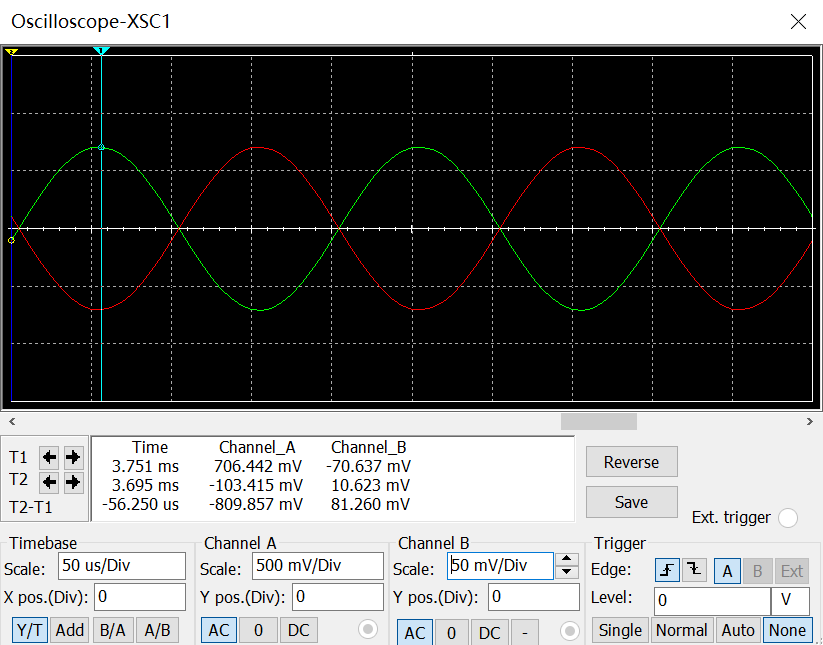 Oscilloscope-XSC1
2
1
T1
T2
T2-T1
Time Channel_A Channel_B
3.751 ms 706.442 mV -70.637 mV
3.695 ms -103.415 mV 10.623 mV
-56.250 us -809.857 mV 81.260 mV
Reverse
Save
Ext. trigger
Timebase
Scale: 50 us/Div
X pos.(Div): 0
Y/T Add B/A A/B
Channel A
Scale: 500 mV/Div
Y pos.(Div): 0
AC 0 DC
Channel B
Scale: 50 mV/Div
Y pos.(Div): 0
AC 0 DC -
Trigger
Edge: A B Ext
Level: 0 V
Single Normal Auto None